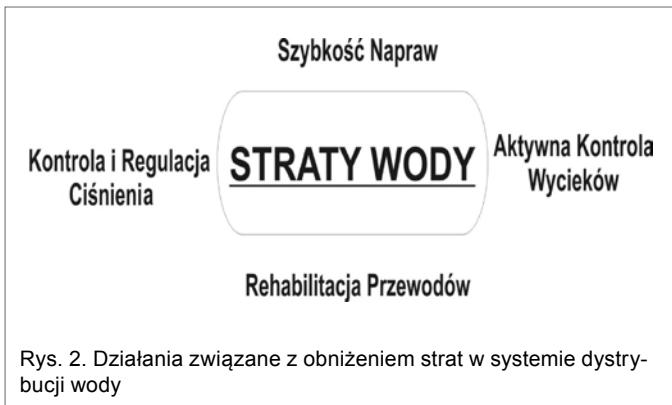 Szybkość Napraw
Kontrola i Regulacja
Ciśnienia
STRATY WODY
Aktywna Kontrola
Wycieków
Rehabilitacja Przewodów
Rys. 2. Działania związane z obniżeniem strat w systemie dystry-
bucji wody